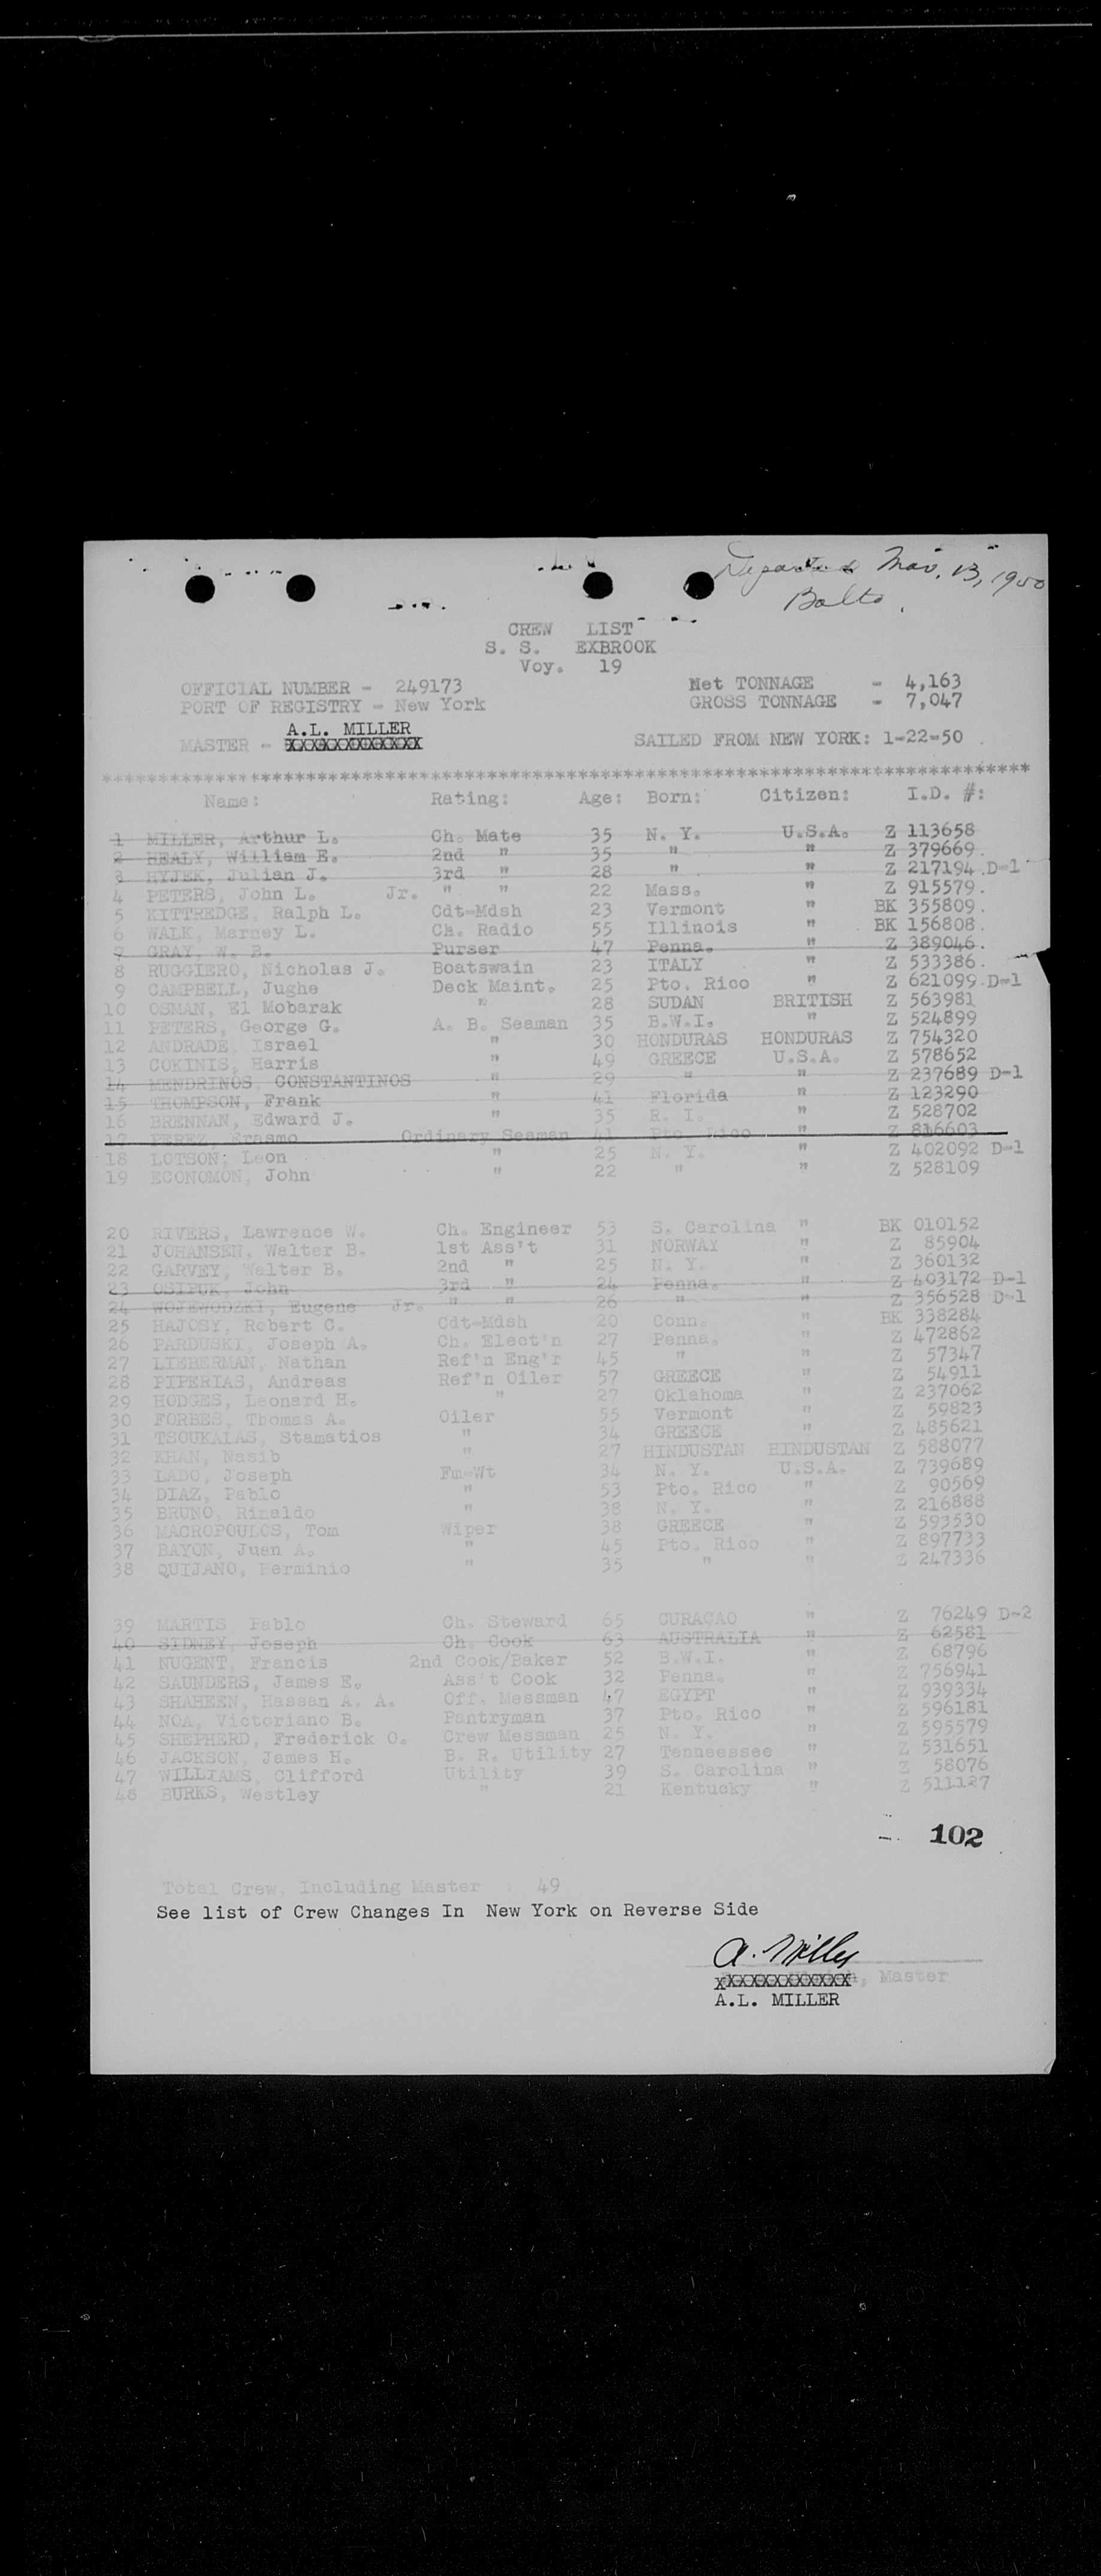 Departed Mar. 13, 1950
Balto.
CREW LIST
S. S. EXBROOK
Voy. 19
OFFICIAL NUMBER - 249173 Net TONNAGE - 4,163
PORT OF REGISTRY - New York GROSS TONNAGE - 7,047
A.L. MILLER
MASTER - XXXXXXXXXXXXX SAILED FROM NEW YORK: 1-22-50
Name: Rating: Age: Born: Citizen: I.D. #:
1 MILLER, Arthur L. Ch. Mate 35 N. Y. U.S.A. Z 113658
2 HEALY, William E. 2nd " 35 " " Z 379669.
3 HYJEK, Julian J. 3rd " 28 " " Z 217194.D-1
4 PETERS, John L. Jr. " " 22 Mass. " Z 915579.
5 KITTREDGE, Ralph L. Cdt-Mdsh 23 Vermont " BK 355809.
6 WALK, Marney L. Ch. Radio 55 Illinois " BK 156808.
7 GRAY, W. B. Purser 47 Penna. " Z 389046.
8 RUGGIERO, Nicholas J. Boatswain 23 ITALY " Z 533386.
9 CAMPBELL, Jughe Deck Maint. 25 Pto. Rico " Z 621099.D-1
10 OSMAN, El Mobarak " 28 SUDAN BRITISH Z 563981
11 PETERS, George G. A. B. Seaman 35 B.W.I. " Z 524899
12 ANDRADE, Israel " 30 HONDURAS HONDURAS Z 754320
13 COKINIS, Harris " 49 GREECE U.S.A. Z 578652
14 MENDRINOS, CONSTANTINOS " 29 " " Z 237689 D-1
15 THOMPSON, Frank " 41 Florida " Z 123290
16 BRENNAN, Edward J. " 35 R. I. " Z 528702
17 PEREZ, Erasmo Ordinary Seaman 41 Pto. Rico " Z 816603
18 LOTSON, Leon " 25 N. Y. " Z 402092 D-1
19 ECONOMON, John " 22 " " Z 528109
20 RIVERS, Lawrence W. Ch. Engineer 53 S. Carolina " BK 010152
21 JOHANSEN, Walter B. 1st Ass't 31 NORWAY " Z 85904
22 GARVEY, Walter B. 2nd " 25 N. Y. " Z 360132
23 OSIPUK, John 3rd " 24 Penna. " Z 403172 D-1
24 WOJEWODZKI, Eugene Jr. " " 26 " " Z 356528 D-1
25 HAJOSY, Robert C. Cdt-Mdsh 20 Conn. " BK 338284
26 PARDUSKI, Joseph A. Ch. Elect'n 27 Penna. " Z 472862
27 LIEBERMAN, Nathan Ref'n Eng'r 45 " " Z 57347
28 PIPERIAS, Andreas Ref'n Oiler 57 GREECE " Z 54911
29 HODGES, Leonard H. " 27 Oklahoma " Z 237062
30 FORBES, Thomas A. Oiler 55 Vermont " Z 59823
31 TSOUKALAS, Stamatios " 34 GREECE " Z 485621
32 KHAN, Nasib " 27 HINDUSTAN HINDUSTAN Z 588077
33 LADO, Joseph Fm-Wt 34 N. Y. U.S.A. Z 739689
34 DIAZ, Pablo " 53 Pto. Rico " Z 90569
35 BRUNO, Rinaldo " 38 N. Y. " Z 216888
36 MACROPOULOS, Tom Wiper 38 GREECE " Z 593530
37 BAYON, Juan A. " 45 Pto. Rico " Z 897733
38 QUIJANO, Herminio " 35 " " Z 247336
39 MARTIS Pablo Ch. Steward 65 CURAÇAO " Z 76249 D-2
40 SIDNEY, Joseph Ch. Cook 63 AUSTRALIA " Z 62581
41 NUGENT, Francis 2nd Cook/Baker 52 B.W.I. " Z 68796
42 SAUNDERS, James E. Ass't Cook 32 Penna. " Z 756941
43 SHAHEEN, Hassan A. A. Off. Messman 47 EGYPT " Z 939334
44 NOA, Victoriano B. Pantryman 37 Pto. Rico " Z 596181
45 SHEPHERD, Frederick C. Crew Messman 25 N. Y. " Z 595579
46 JACKSON, James H. B. R. Utility 27 Tenneessee " Z 531651
47 WILLIAMS, Clifford Utility 39 S. Carolina " Z 58076
48 BURKS, Westley " 21 Kentucky " Z 511127
102
Total Crew, Including Master 49
See list of Crew Changes In New York on Reverse Side
A. Miller
XXXXXXXXXXXXX, Master
A.L. MILLER